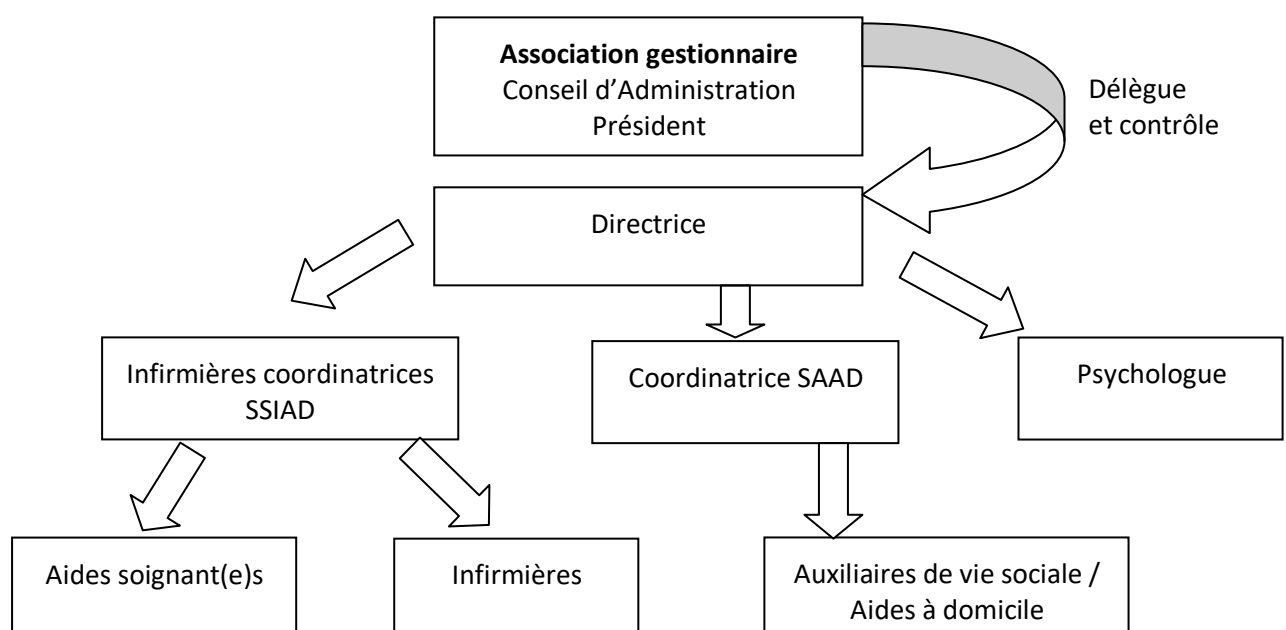 Association gestionnaire
Conseil d’Administration
Président
Délègue
et contrôle
Directrice
Infirmières coordinatrices
SSIAD
Coordinatrice SAAD
Psychologue
Aides soignant(e)s
Infirmières
Auxiliaires de vie sociale /
Aides à domicile